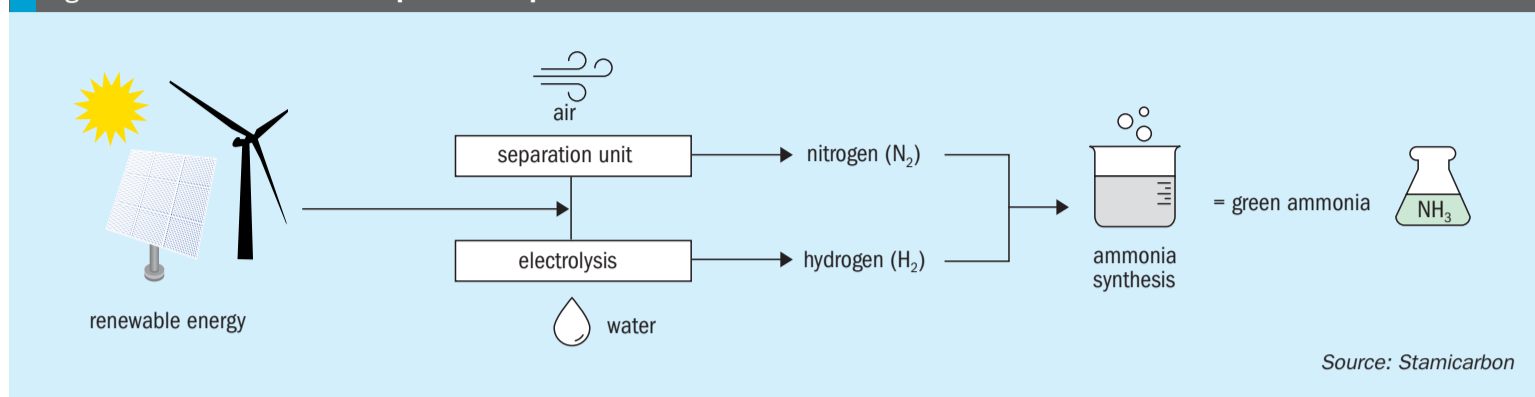 air
separation unit
nitrogen (N₂)
electrolysis
hydrogen (H₂)
water
renewable energy
ammonia
synthesis
= green ammonia
NH₃
Source: Stamicarbon